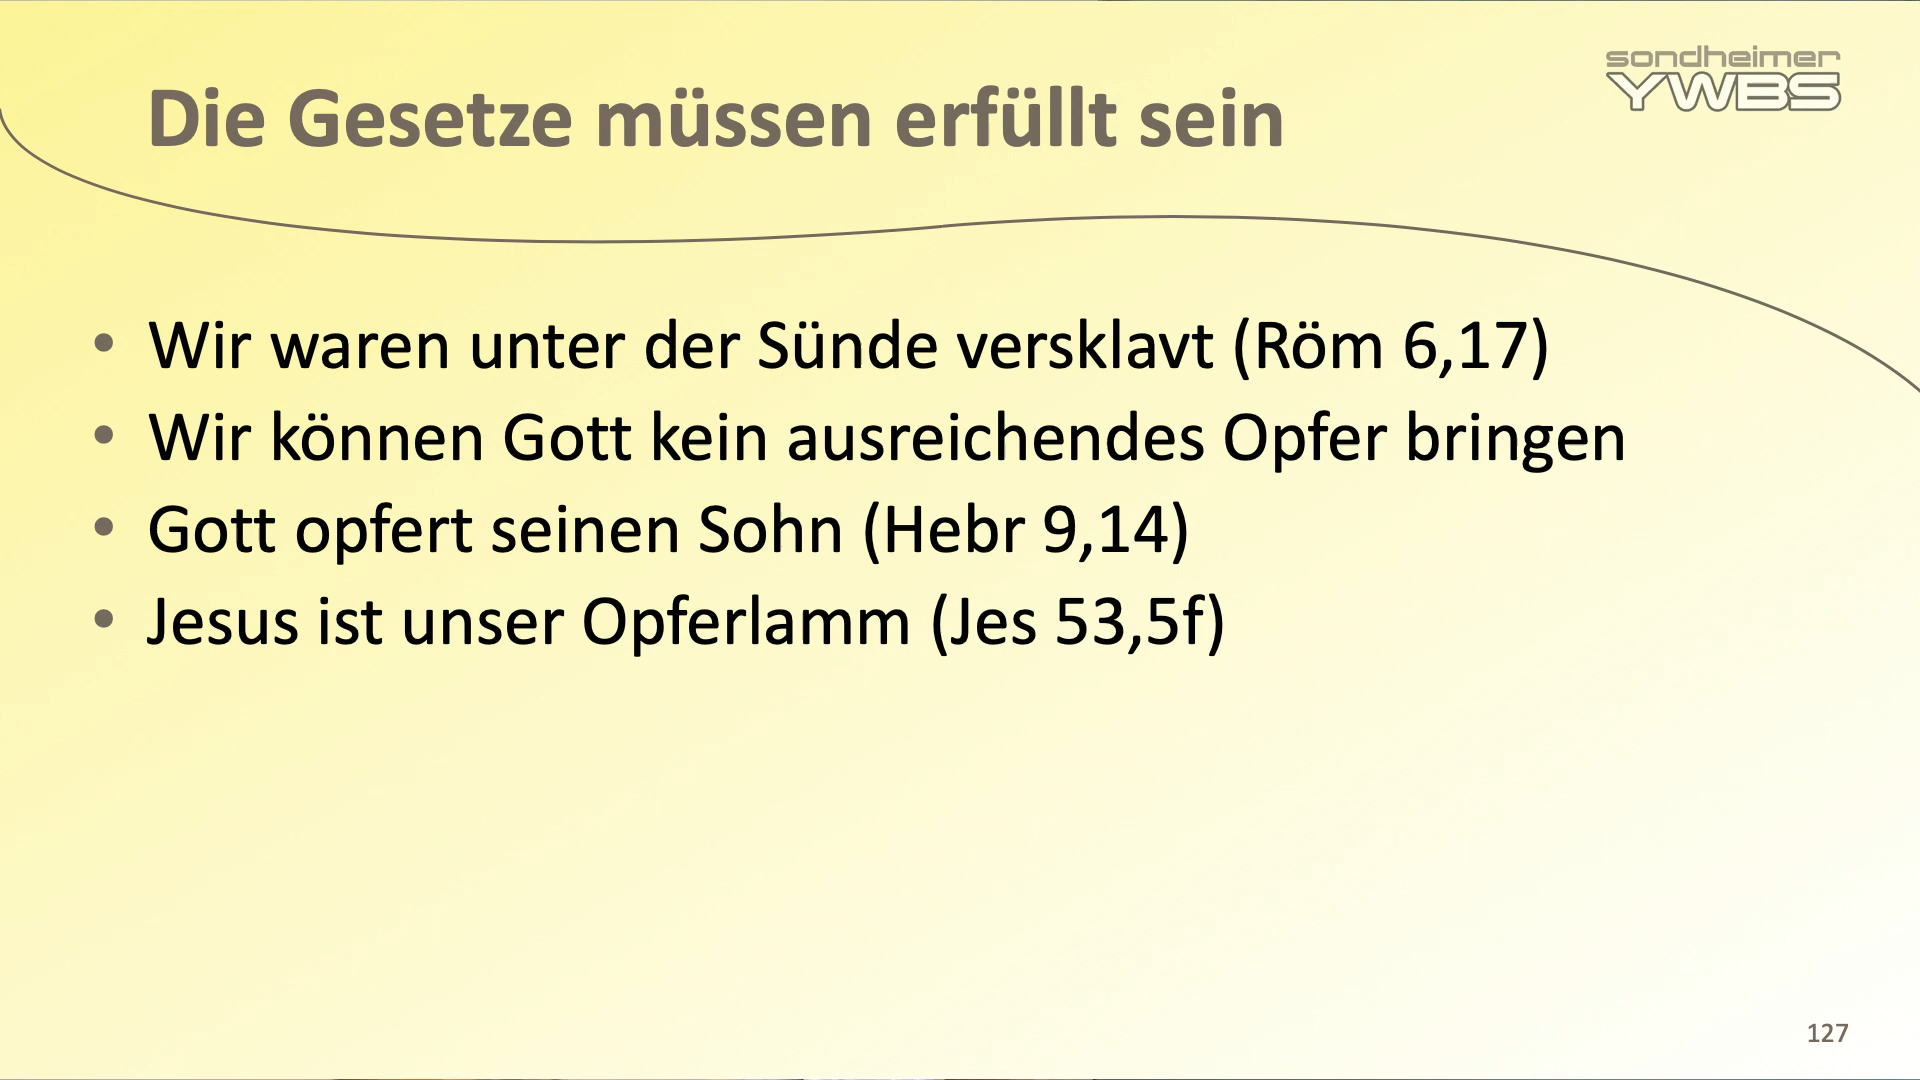 sondheimer
YWBS
Die Gesetze müssen erfüllt sein
• Wir waren unter der Sünde versklavt (Röm 6,17)
• Wir können Gott kein ausreichendes Opfer bringen
• Gott opfert seinen Sohn (Hebr 9,14)
• Jesus ist unser Opferlamm (Jes 53,5f)
127